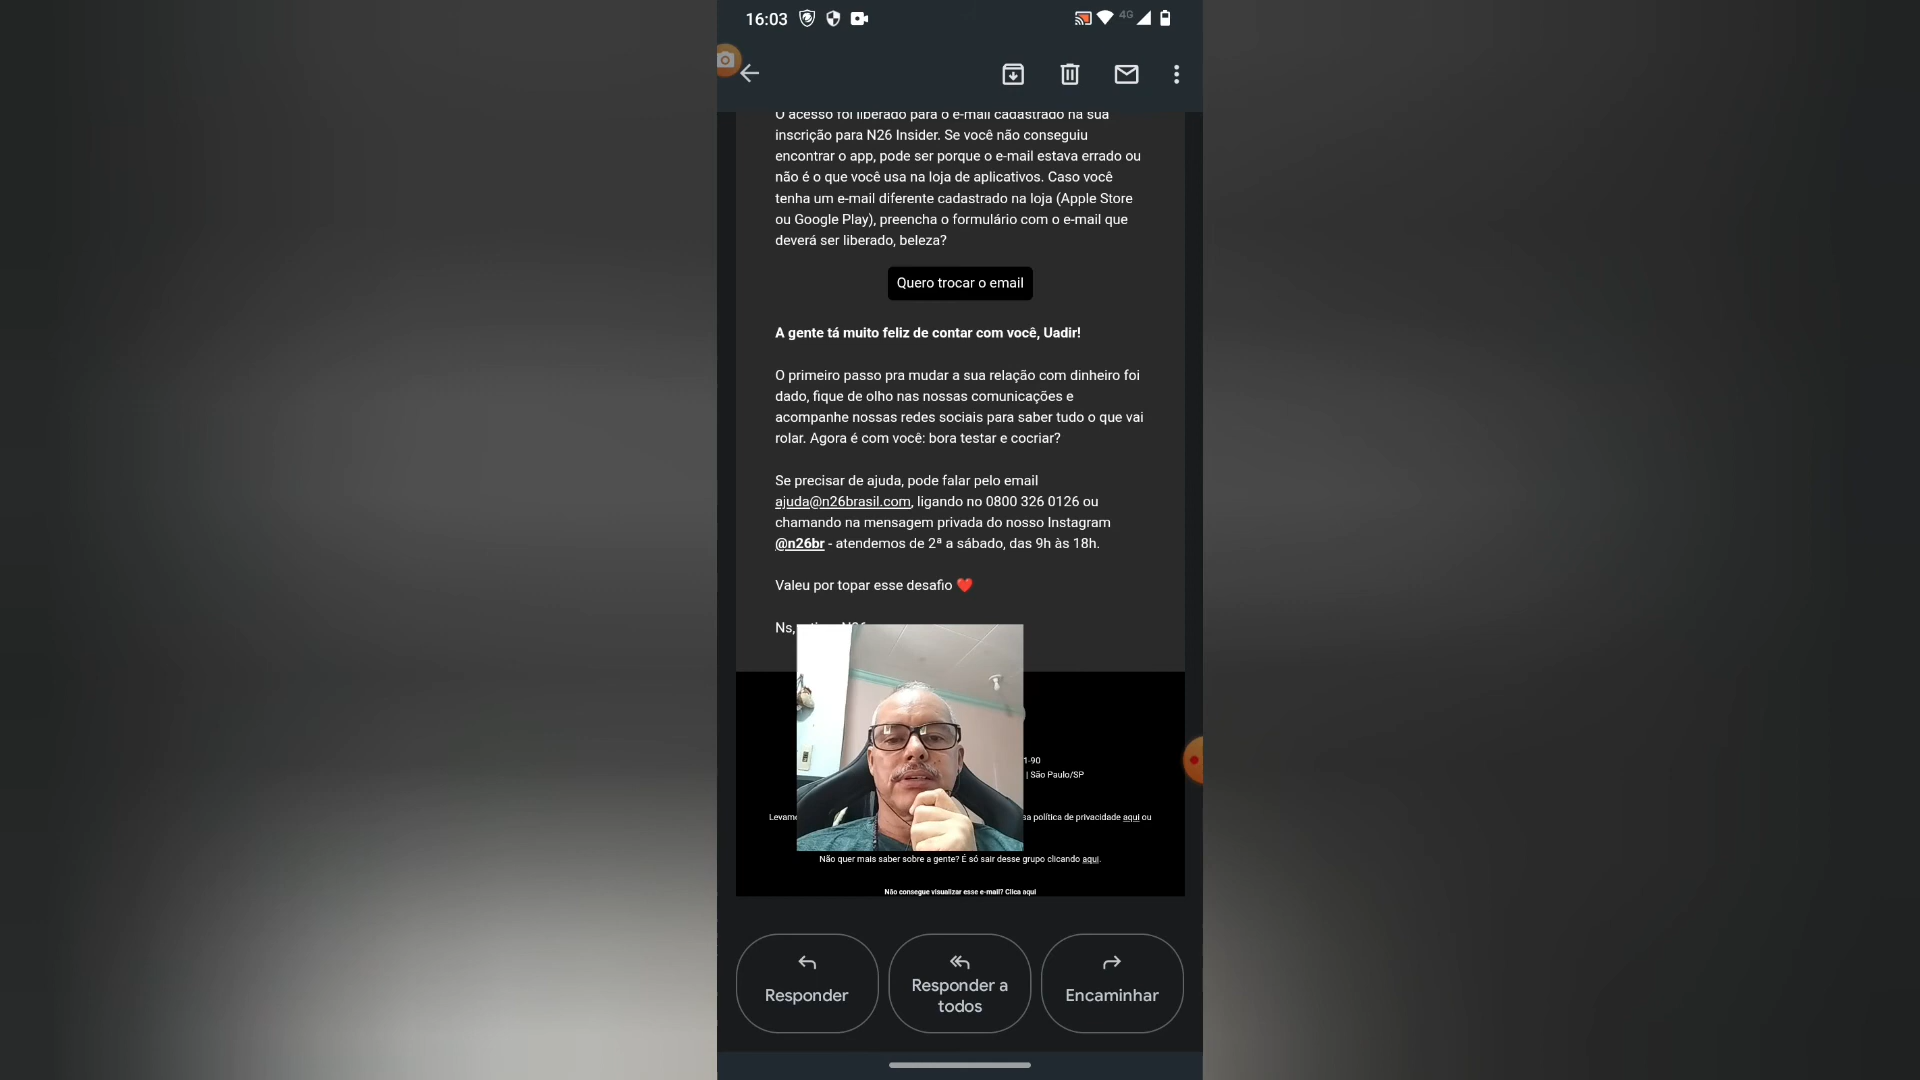 16:03
4G
O acesso foi liberado para o e-mail cadastrado na sua
inscrição para N26 Insider. Se você não conseguiu
encontrar o app, pode ser porque o e-mail estava errado ou
não é o que você usa na loja de aplicativos. Caso você
tenha um e-mail diferente cadastrado na loja (Apple Store
ou Google Play), preencha o formulário com o e-mail que
deverá ser liberado, beleza?
Quero trocar o email
A gente tá muito feliz de contar com você, Uadir!
O primeiro passo pra mudar a sua relação com dinheiro foi
dado, fique de olho nas nossas comunicações e
acompanhe nossas redes sociais para saber tudo o que vai
rolar. Agora é com você: bora testar e cocriar?
Se precisar de ajuda, pode falar pelo email
ajuda@n26brasil.com, ligando no 0800 326 0126 ou
chamando na mensagem privada do nosso Instagram
@n26br - atendemos de 2ª a sábado, das 9h às 18h.
Valeu por topar esse desafio ❤️
Ns,
1-90
| São Paulo/SP
política de privacidade aqui ou
Não quer mais saber sobre a gente? É só sair desse grupo clicando aqui.
Não consegue visualizar esse e-mail? Clica aqui
Responder
Responder a
todos
Encaminhar